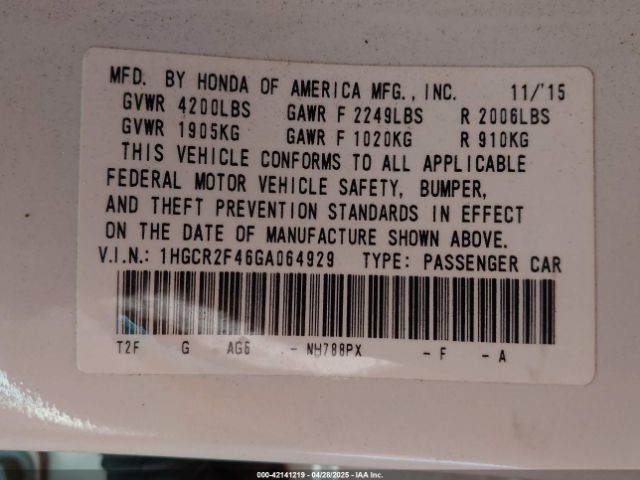 MFD. BY HONDA OF AMERICA MFG., INC. 11/'15
GVWR 4200LBS GAWR F 2249LBS R 2006LBS
GVWR 1905KG GAWR F 1020KG R 910KG
THIS VEHICLE CONFORMS TO ALL APPLICABLE
FEDERAL MOTOR VEHICLE SAFETY, BUMPER,
AND THEFT PREVENTION STANDARDS IN EFFECT
ON THE DATE OF MANUFACTURE SHOWN ABOVE.
V.I.N.: 1HGCR2F46GA064929 TYPE: PASSENGER CAR
T2F G AG6 - NH788PX - F - A
000-42141219 - 04/28/2025 - IAA Inc.